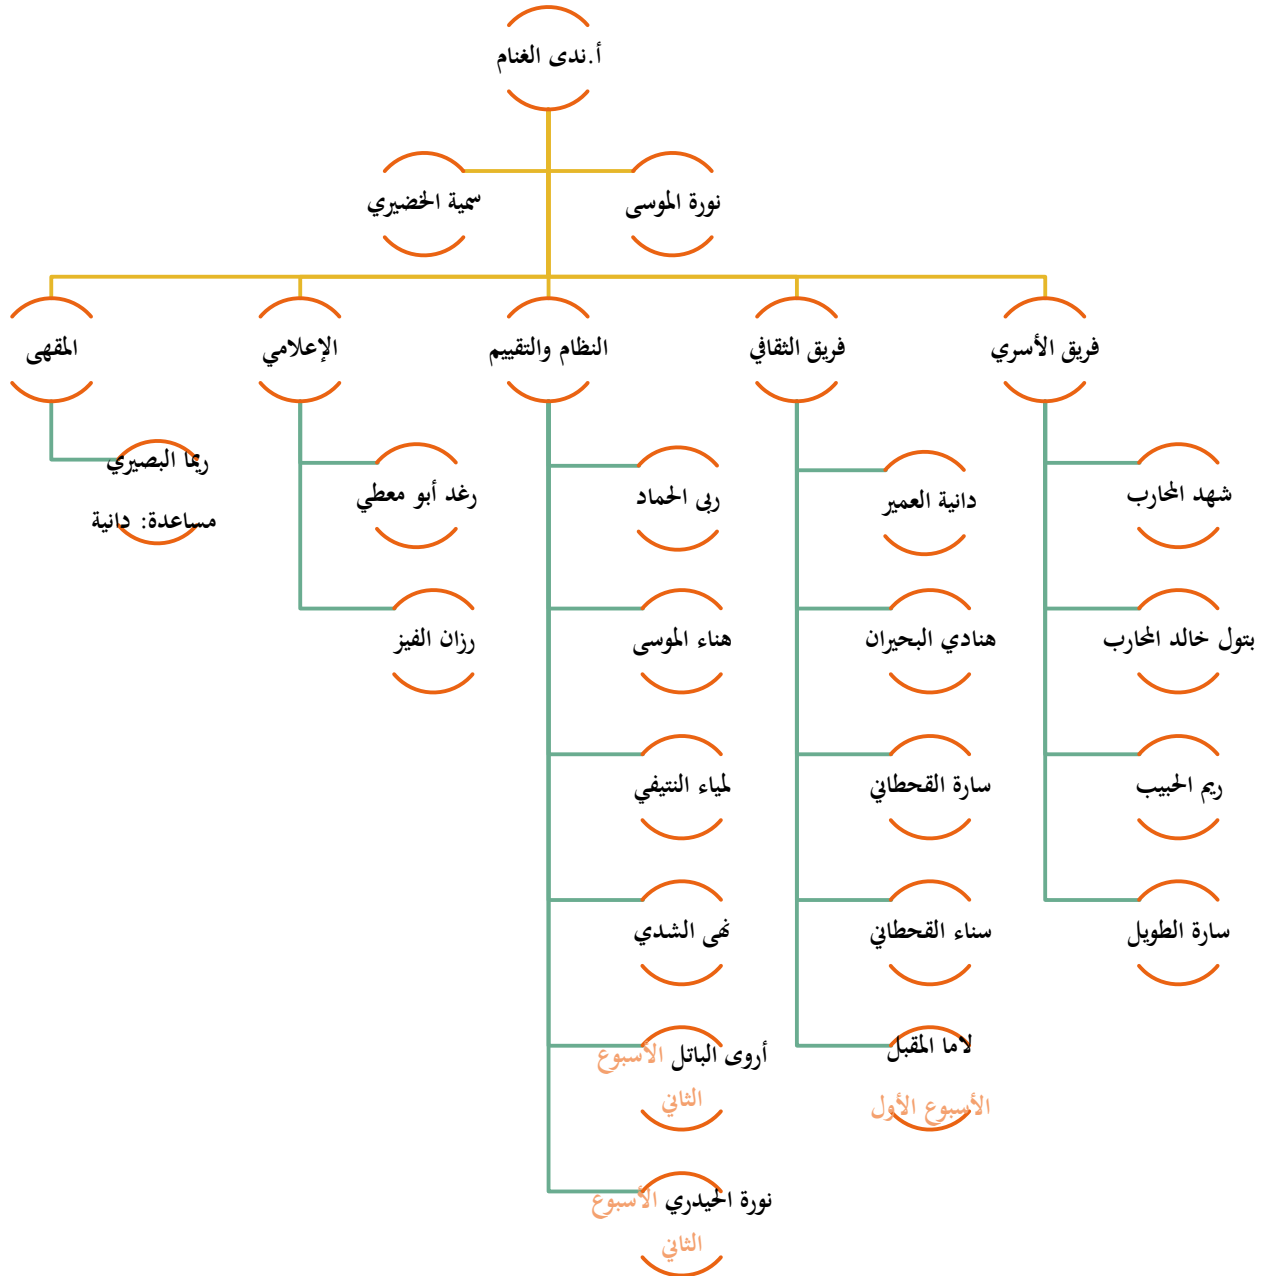 أ.ندى الغنام
نورة الموسى
سمية الخضيري
فريق الأسري
فريق الثقافي
النظام والتقييم
الإعلامي
المقهى
شهد المحارب
بتول خالد المحارب
ريم الحبيب
سارة الطويل
دانية العمير
هنادي البحيران
سارة القحطاني
سناء القحطاني
لاما المقبل
الأسبوع الأول
ربى الحماد
هناء الموسى
لمياء النتيفي
نهى الشدي
أروى الباتل الأسبوع
الثاني
نورة الحيدري الأسبوع
الثاني
رغد أبو معطي
رزان الفيز
ريما البصيري
مساعدة: دانية